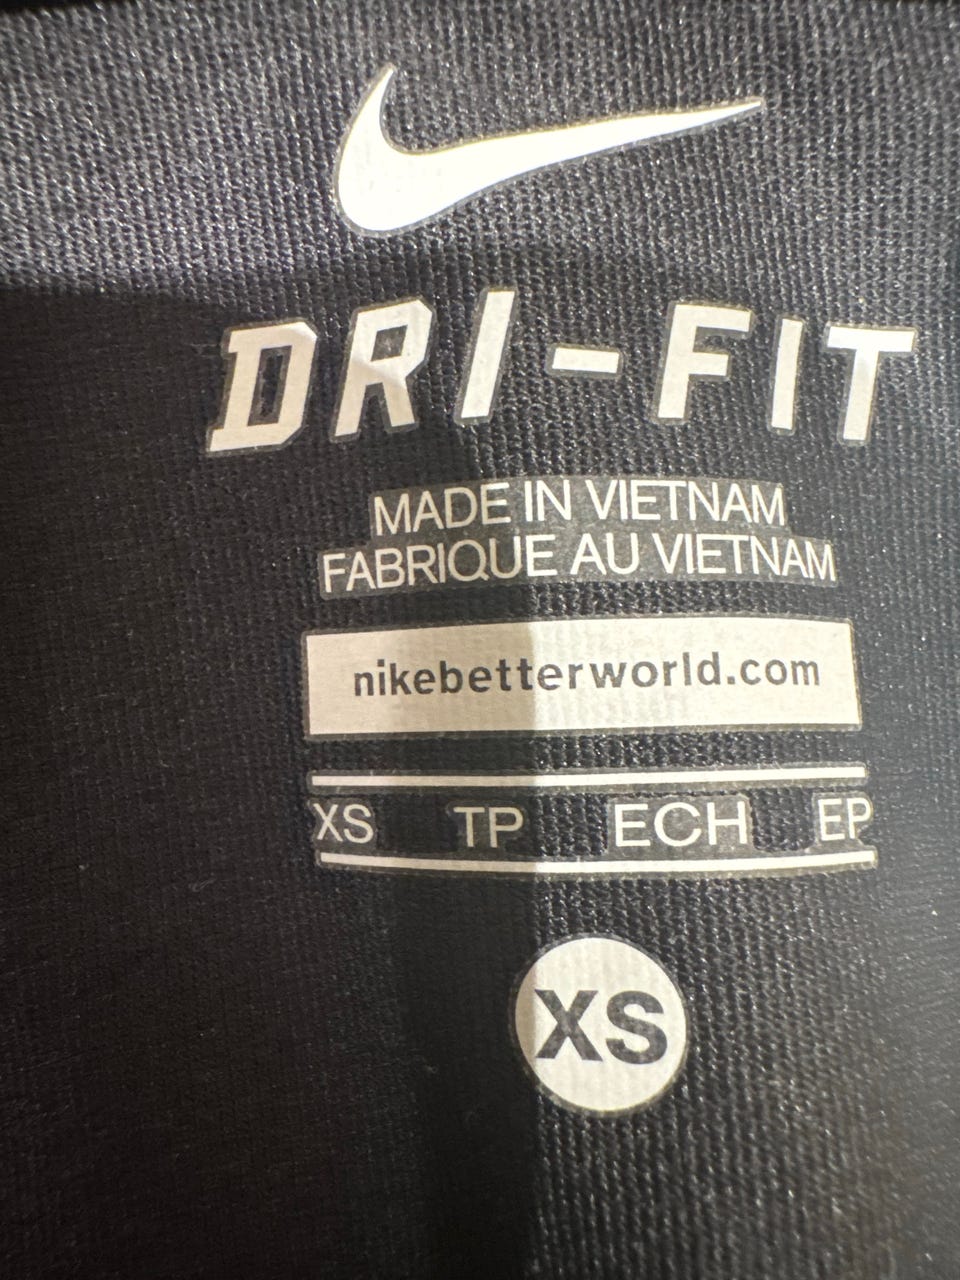 DRI-FIT
MADE IN VIETNAM
FABRIQUE AU VIETNAM
nikebetterworld.com
XS TP ECH EP
XS